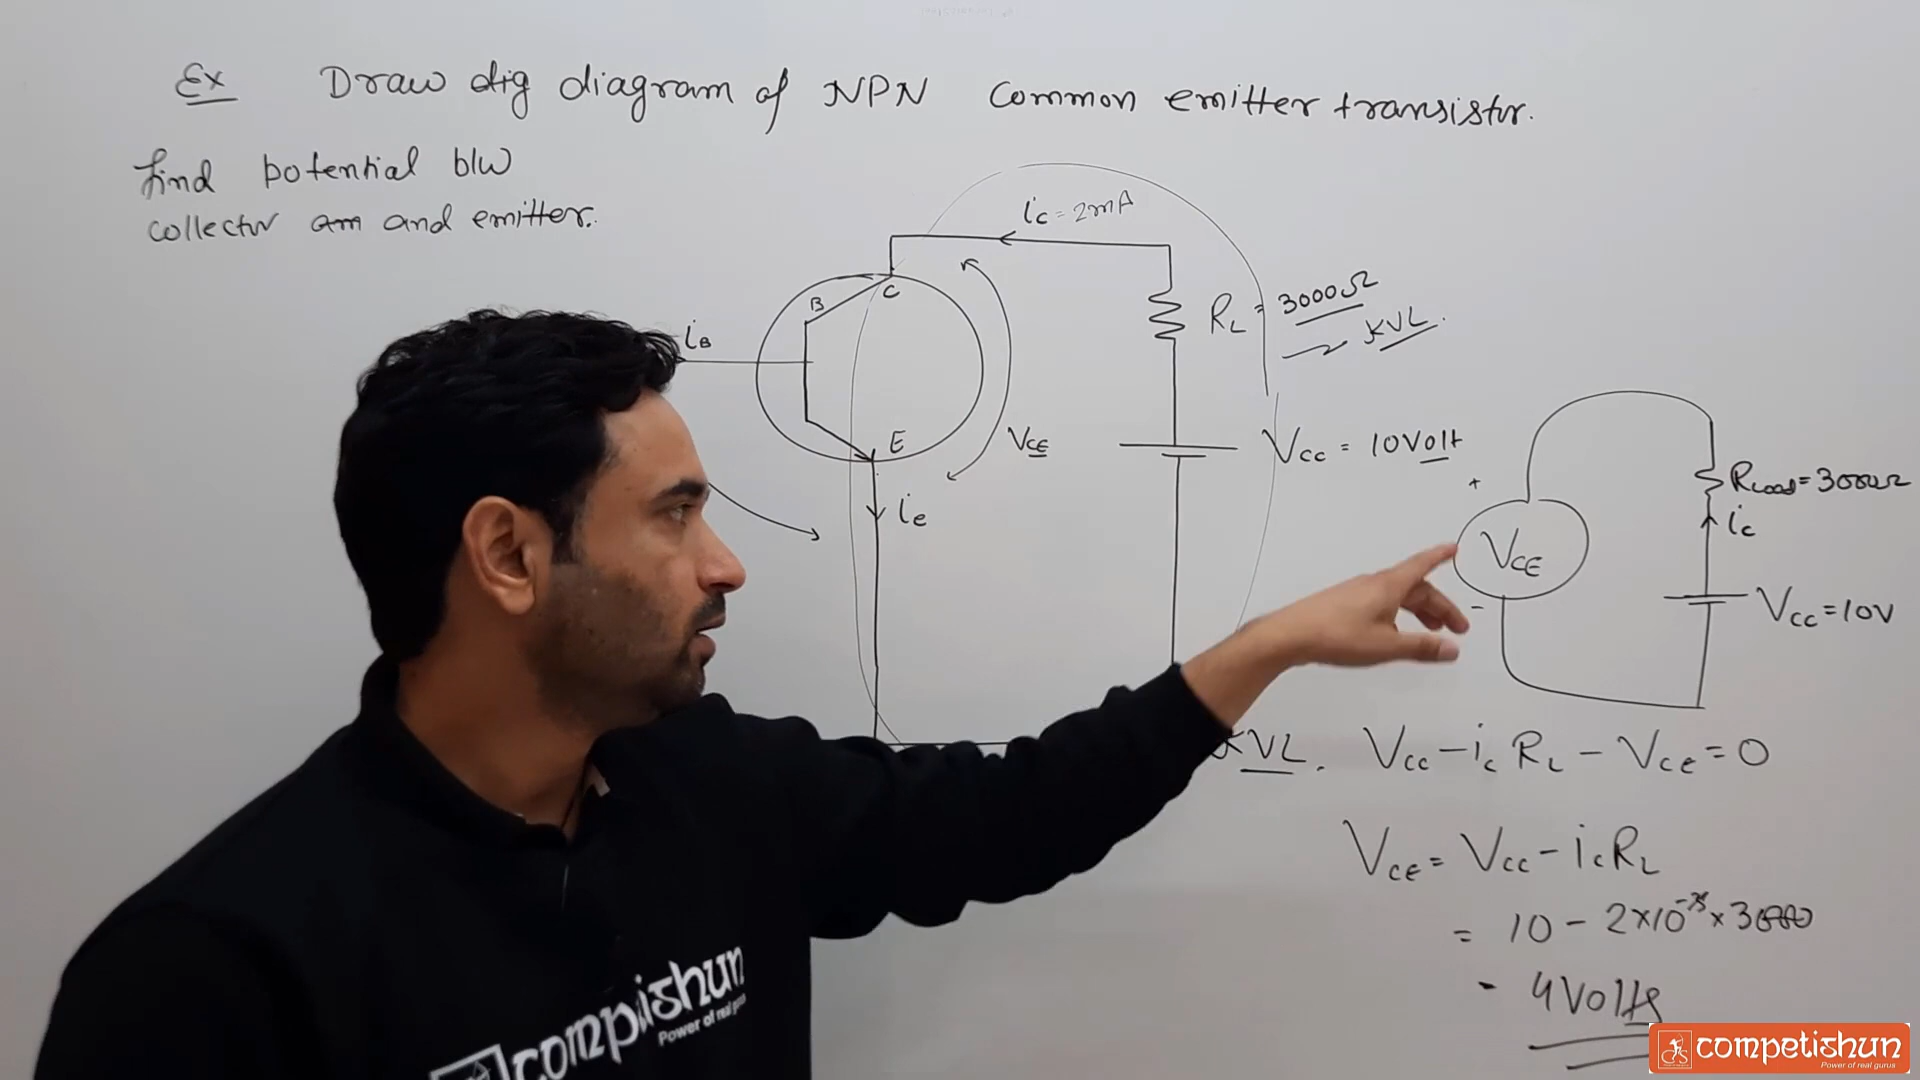 Ex Draw dig diagram of NPN common emitter transistor.
find potential b/w
collector am and emitter.
ic = 2mA
B
C
iB
RL = 3000Ω
KVL.
E
VCE
Vcc = 10Volt
ie
+
VCE
-
RLoad = 3000Ω
ic
Vcc = 10V
KVL. Vcc - ic RL - VCE = 0
VCE = Vcc - ic RL
= 10 - 2×10⁻³ × 3000
- 4Volts
competishun
Power of real gurus
competishun
Power of real gurus